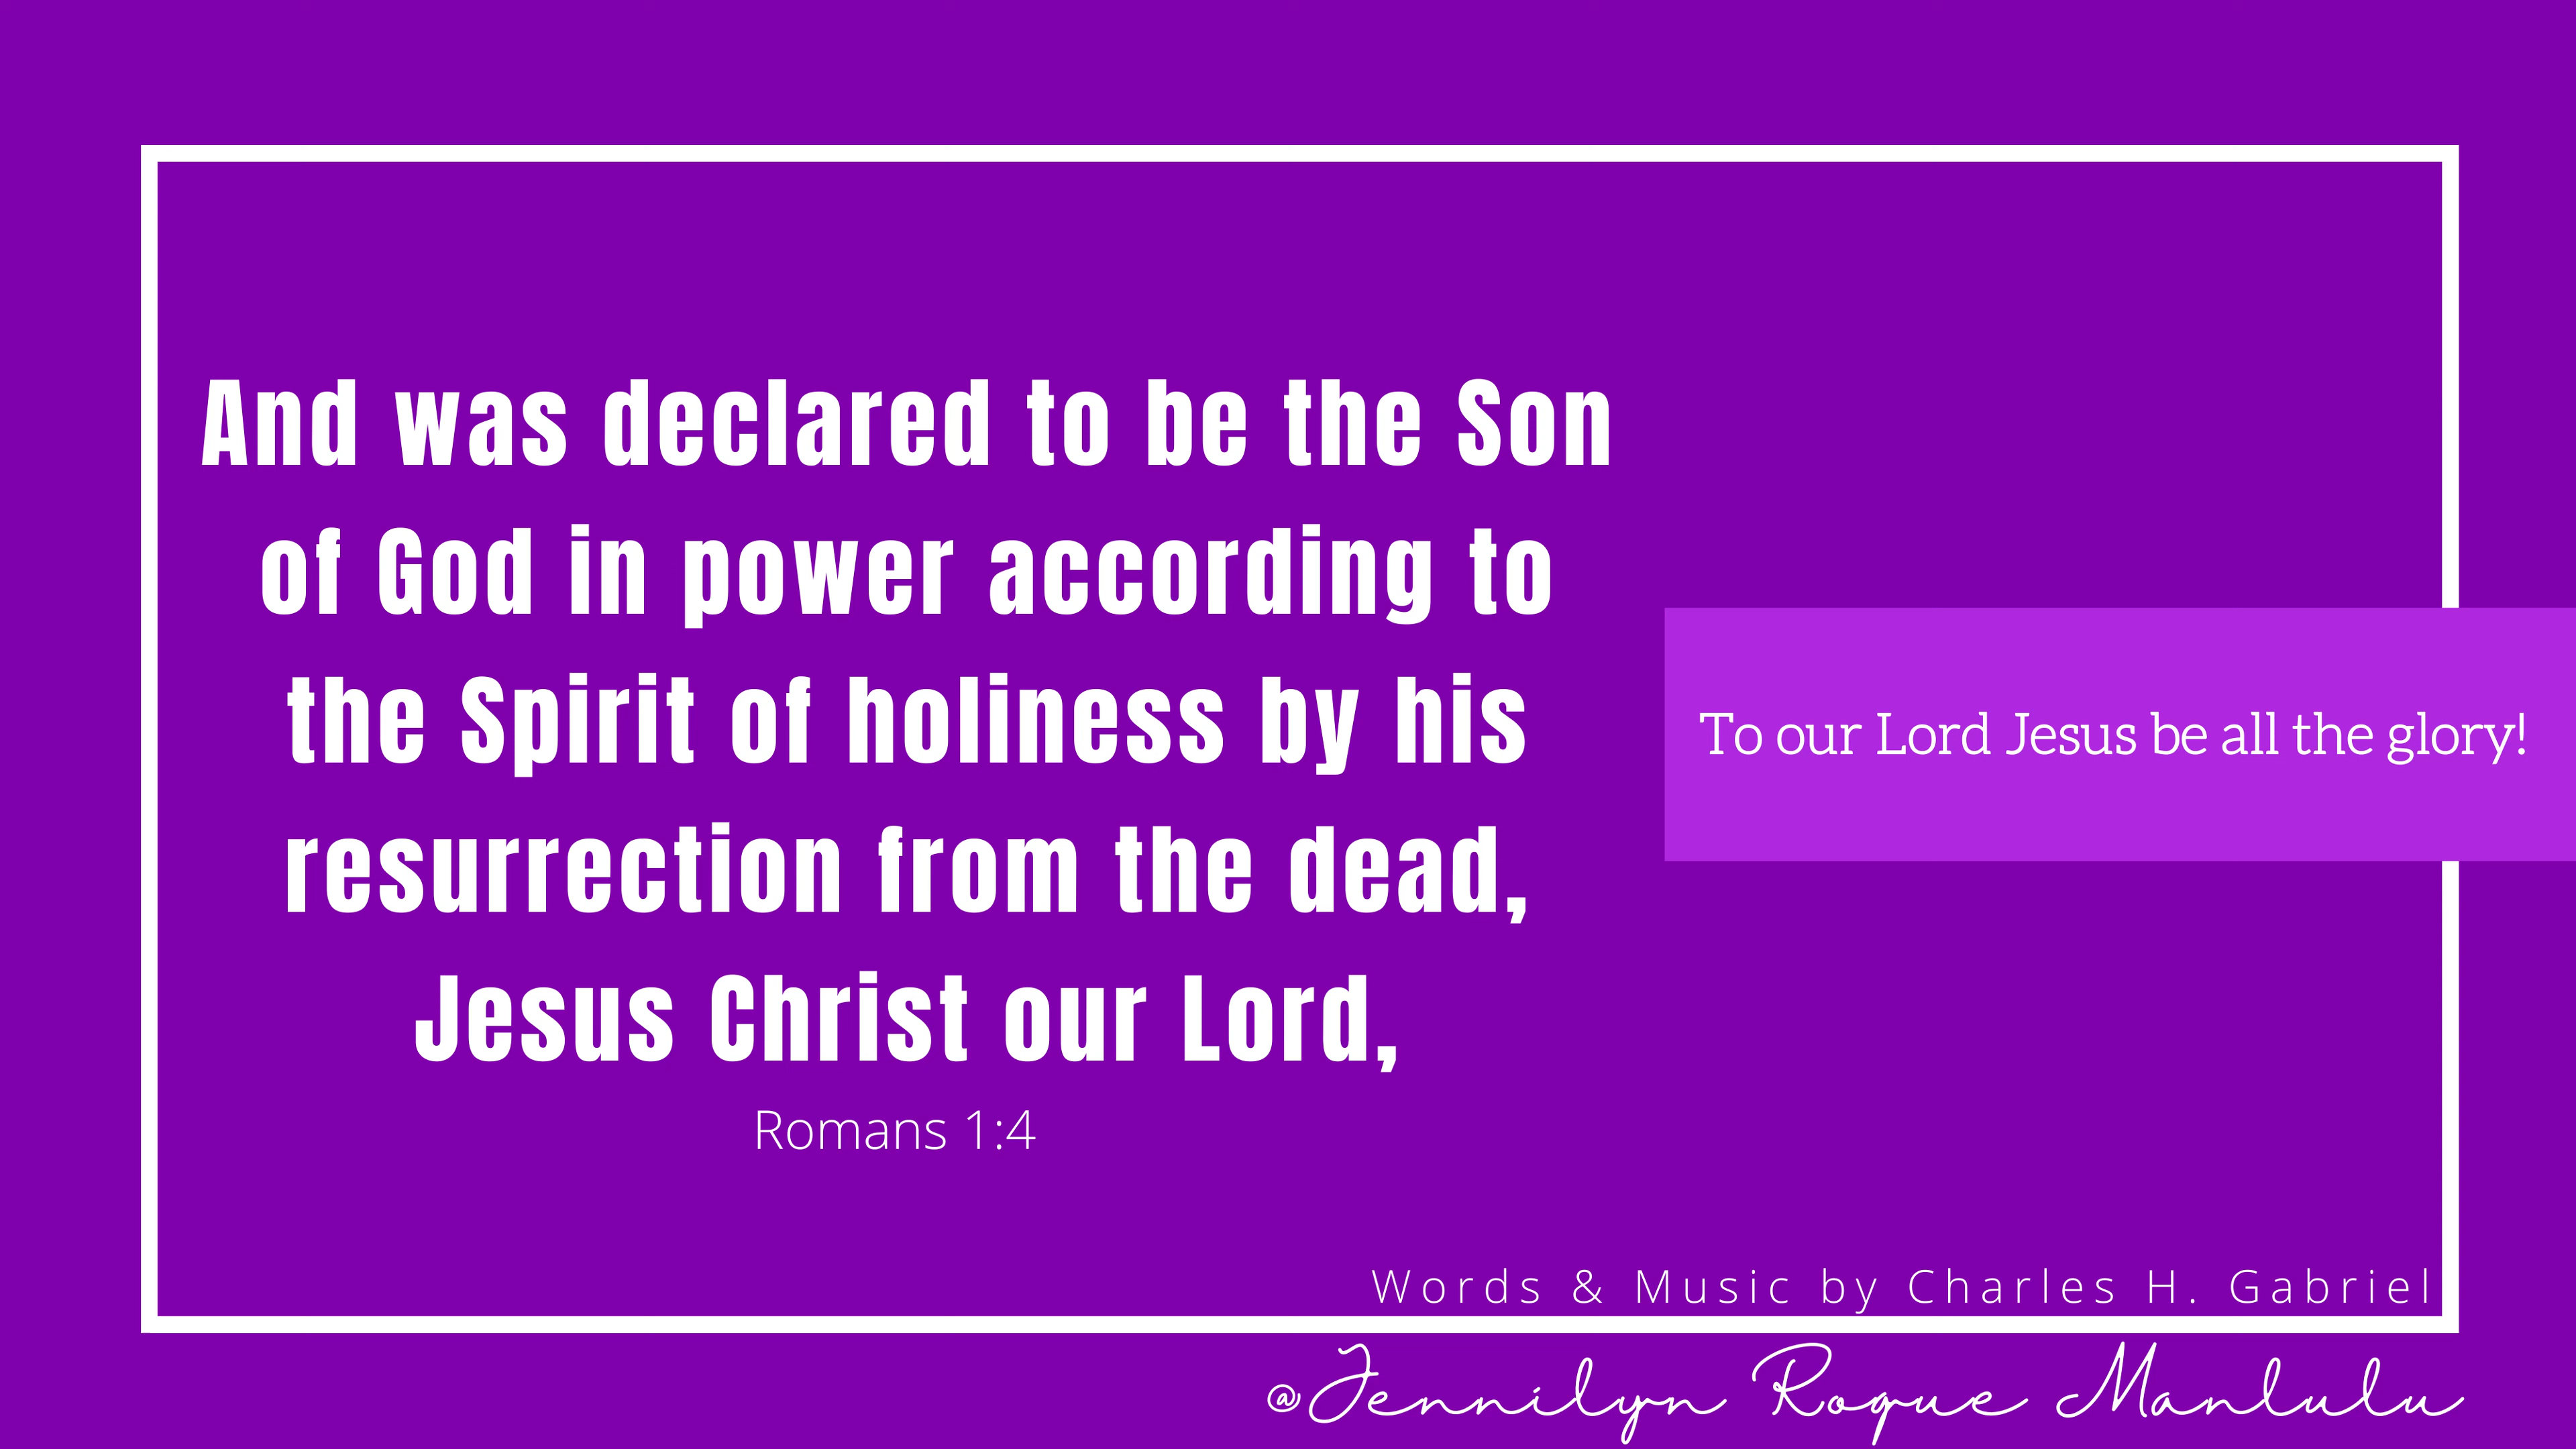 And was declared to be the Son
of God in power according to
the Spirit of holiness by his
resurrection from the dead,
Jesus Christ our Lord,
Romans 1:4
To our Lord Jesus be all the glory!
Words & Music by Charles H. Gabriel
@Jennilyn Roque Manlulu